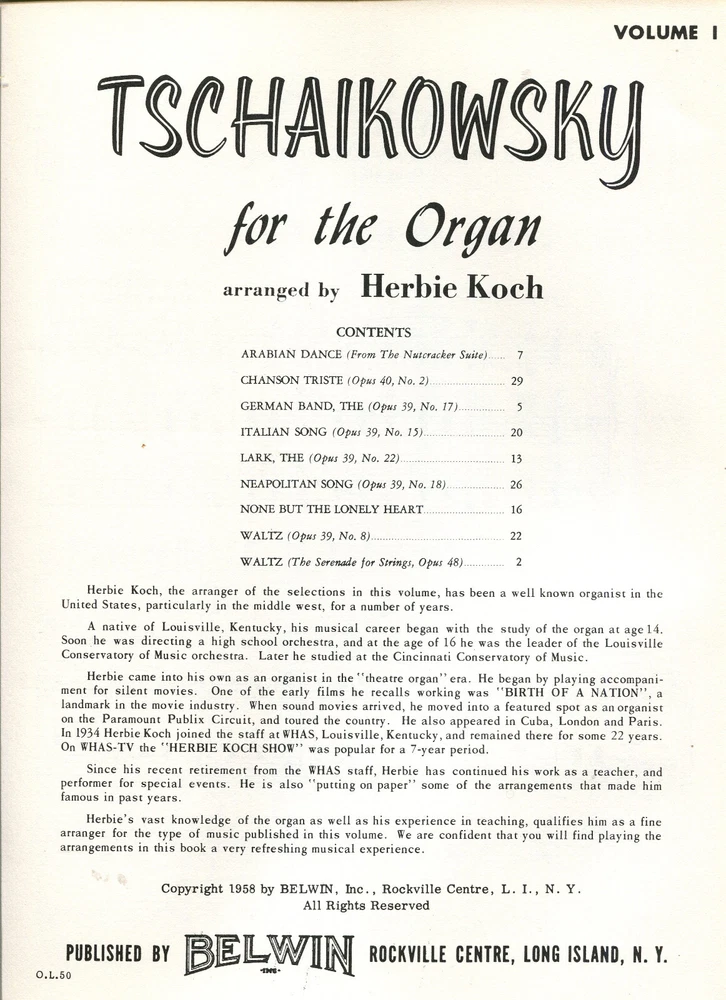 VOLUME I
TSCHAIKOWSKY
for the Organ
arranged by Herbie Koch
CONTENTS
ARABIAN DANCE (From The Nutcracker Suite)...... 7
CHANSON TRISTE (Opus 40, No. 2)........................ 29
GERMAN BAND, THE (Opus 39, No. 17)............... 5
ITALIAN SONG (Opus 39, No. 15)......................... 20
LARK, THE (Opus 39, No. 22)................................ 13
NEAPOLITAN SONG (Opus 39, No. 18).................. 26
NONE BUT THE LONELY HEART......................... 16
WALTZ (Opus 39, No. 8)......................................... 22
WALTZ (The Serenade for Strings, Opus 48)............. 2
Herbie Koch, the arranger of the selections in this volume, has been a well known organist in the
United States, particularly in the middle west, for a number of years.
A native of Louisville, Kentucky, his musical career began with the study of the organ at age 14.
Soon he was directing a high school orchestra, and at the age of 16 he was the leader of the Louisville
Conservatory of Music orchestra. Later he studied at the Cincinnati Conservatory of Music.
Herbie came into his own as an organist in the "theatre organ" era. He began by playing accompani-
ment for silent movies. One of the early films he recalls working was "BIRTH OF A NATION", a
landmark in the movie industry. When sound movies arrived, he moved into a featured spot as an organist
on the Paramount Publix Circuit, and toured the country. He also appeared in Cuba, London and Paris.
In 1934 Herbie Koch joined the staff at WHAS, Louisville, Kentucky, and remained there for some 22 years.
On WHAS-TV the "HERBIE KOCH SHOW" was popular for a 7-year period.
Since his recent retirement from the WHAS staff, Herbie has continued his work as a teacher, and
performer for special events. He is also "putting on paper" some of the arrangements that made him
famous in past years.
Herbie's vast knowledge of the organ as well as his experience in teaching, qualifies him as a fine
arranger for the type of music published in this volume. We are confident that you will find playing the
arrangements in this book a very refreshing musical experience.
Copyright 1958 by BELWIN, Inc., Rockville Centre, L. I., N. Y.
All Rights Reserved
PUBLISHED BY BELWIN INC. ROCKVILLE CENTRE, LONG ISLAND, N. Y.
O.L.50